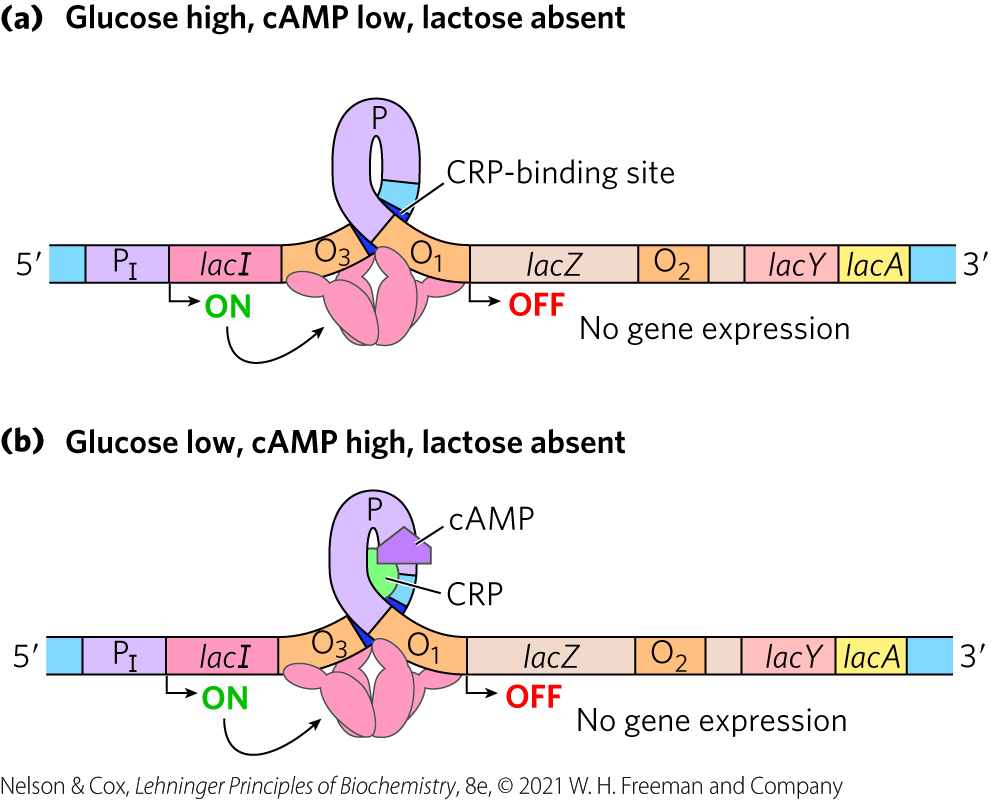 (a) Glucose high, cAMP low, lactose absent
P
CRP-binding site
5′ P_I lacI O₃ O₁ lacZ O₂ lacY lacA 3′
ON OFF
No gene expression
(b) Glucose low, cAMP high, lactose absent
P
cAMP
CRP
5′ P_I lacI O₃ O₁ lacZ O₂ lacY lacA 3′
ON OFF
No gene expression
Nelson & Cox, Lehninger Principles of Biochemistry, 8e, © 2021 W. H. Freeman and Company